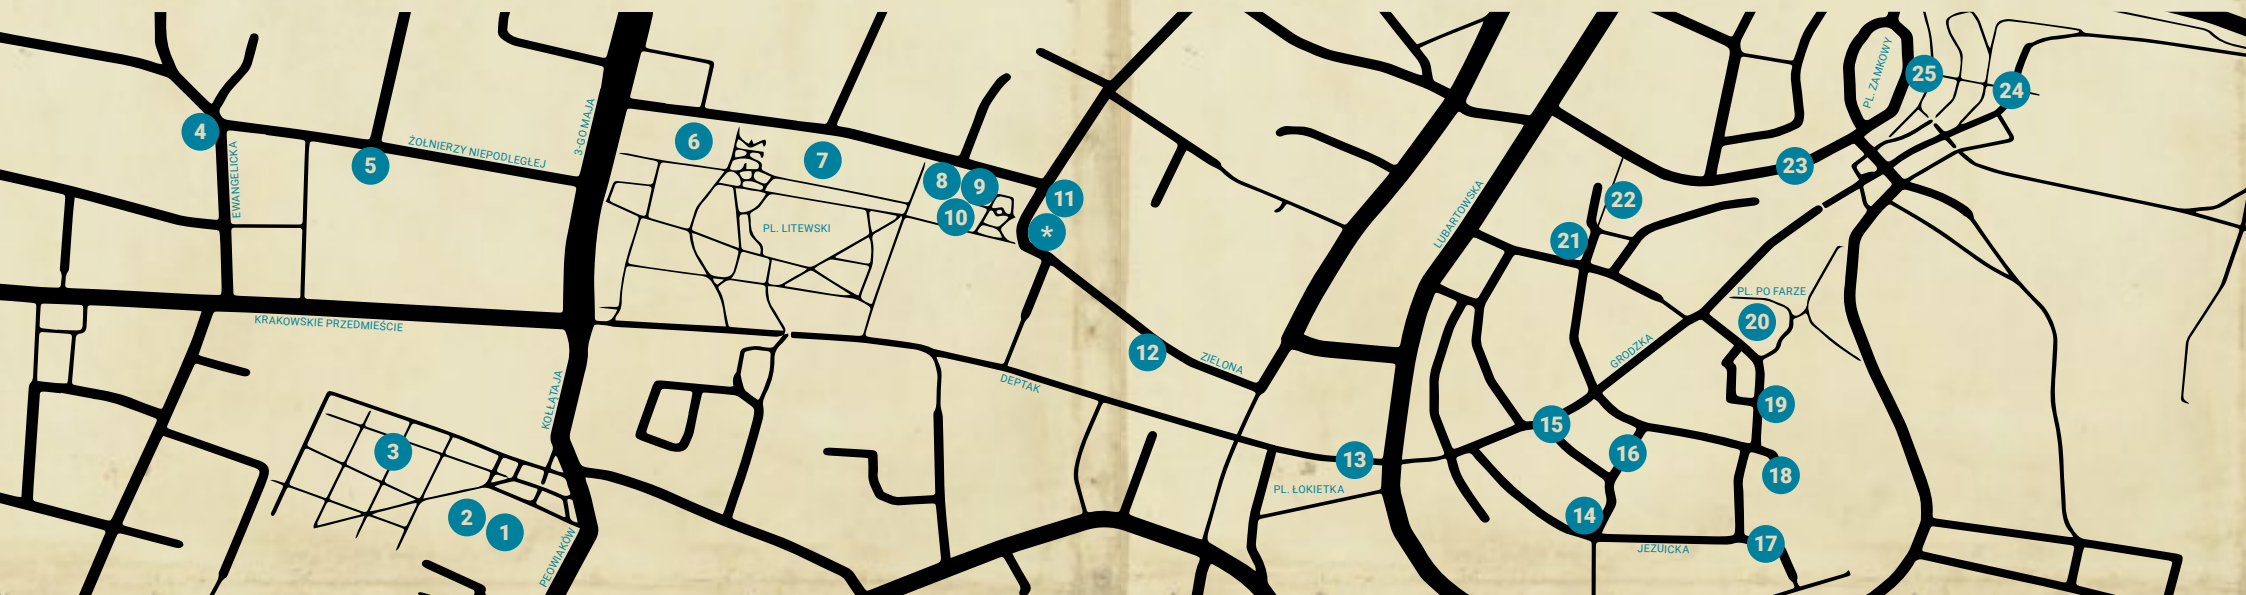 PL. ZAMKOWY
25
24
3-GO MAJA
4
5
ŻOŁNIERZY NIEPODLEGŁEJ
EWANGELICKA
6
7
8
9
10
11
*
PL. LITEWSKI
23
22
21
LUBARTOWSKA
KRAKOWSKIE PRZEDMIEŚCIE
PL. PO FARZE
20
12
ZIELONA
DEPTAK
GRODZKA
KOŁŁATAJA
19
15
16
3
13
18
PL. ŁOKIETKA
2
1
14
17
JEZUICKA
PEOWIAKÓW